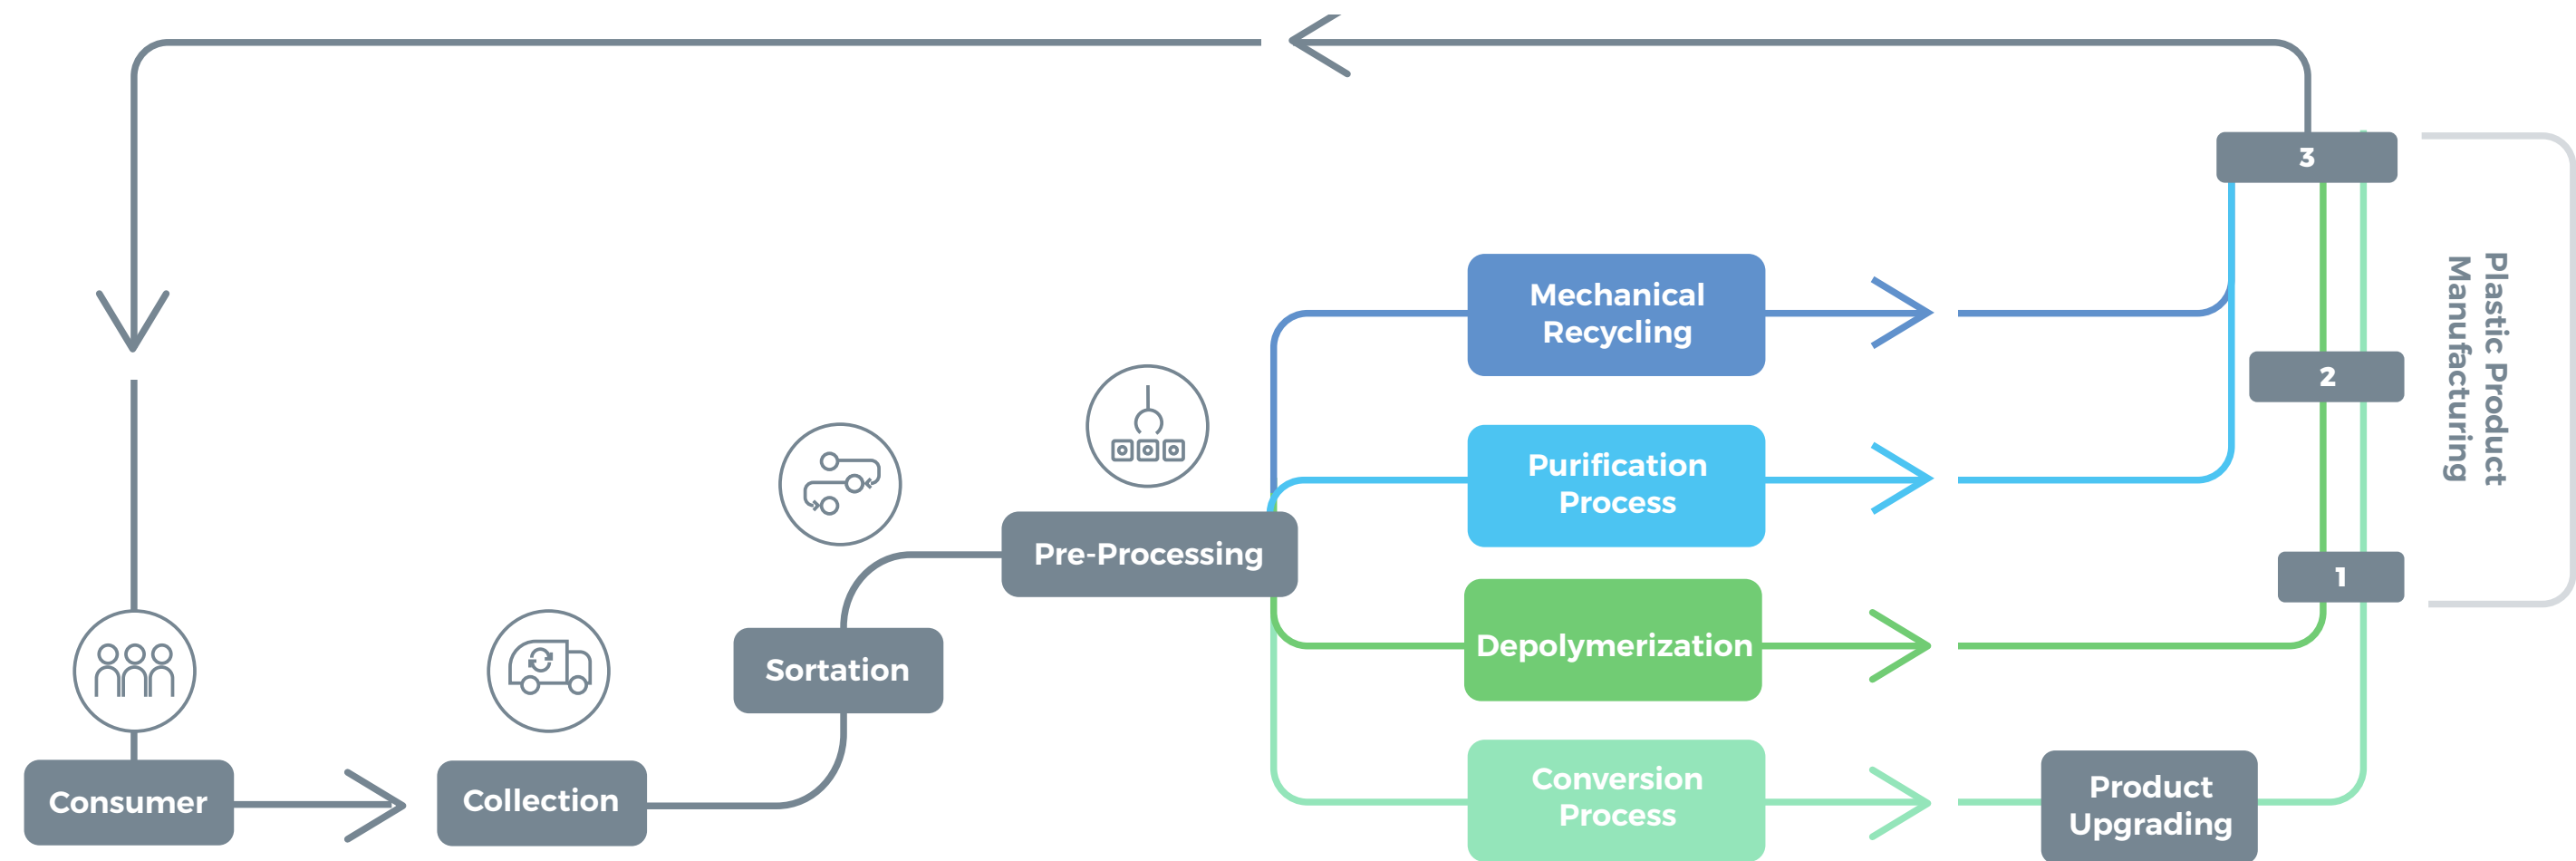 3
Mechanical
Recycling
Plastic Product
Manufacturing
2
Purification
Process
Pre-Processing
1
Sortation
Depolymerization
Consumer
Collection
Conversion
Process
Product
Upgrading